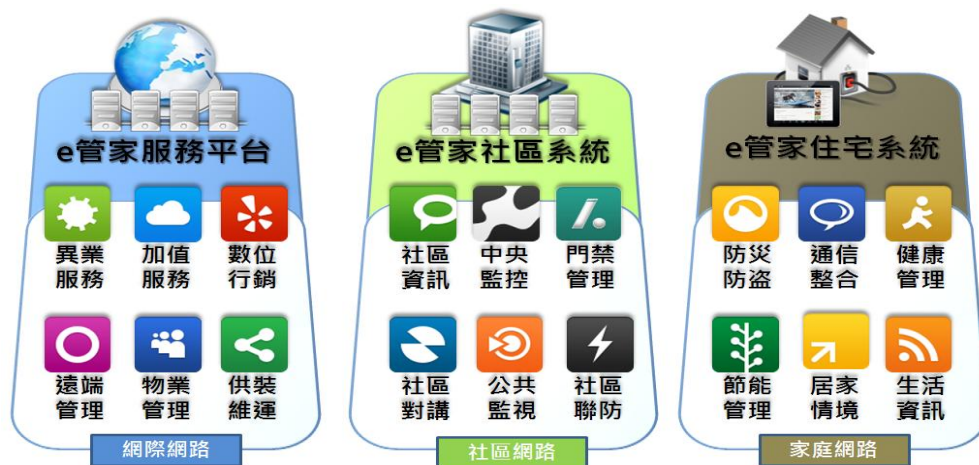 e管家服務平台
異業
服務
加值
服務
數位
行銷
遠端
管理
物業
管理
供裝
維運
網際網路
e管家社區系統
社區
資訊
中央
監控
門禁
管理
社區
對講
公共
監視
社區
聯防
社區網路
e管家住宅系統
防災
防盜
通信
整合
健康
管理
節能
管理
居家
情境
生活
資訊
家庭網路